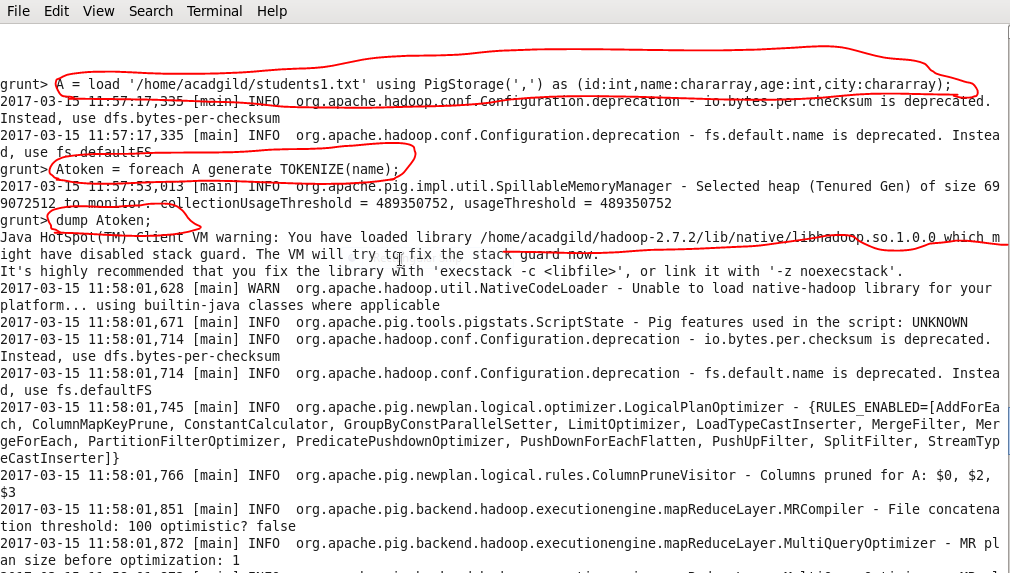 File Edit View Search Terminal Help
grunt> A = load '/home/acadgild/students1.txt' using PigStorage(',') as (id:int,name:chararray,age:int,city:chararray);
2017-03-15 11:57:17,335 [main] INFO  org.apache.hadoop.conf.Configuration.deprecation - io.bytes.per.checksum is deprecated.
Instead, use dfs.bytes-per-checksum
2017-03-15 11:57:17,335 [main] INFO  org.apache.hadoop.conf.Configuration.deprecation - fs.default.name is deprecated. Instea
d, use fs.defaultFS
grunt> Atoken = foreach A generate TOKENIZE(name);
2017-03-15 11:57:53,013 [main] INFO  org.apache.pig.impl.util.SpillableMemoryManager - Selected heap (Tenured Gen) of size 69
9072512 to monitor. collectionUsageThreshold = 489350752, usageThreshold = 489350752
grunt> dump Atoken;
Java HotSpot(TM) Client VM warning: You have loaded library /home/acadgild/hadoop-2.7.2/lib/native/libhadoop.so.1.0.0 which m
ight have disabled stack guard. The VM will try to fix the stack guard now.
It's highly recommended that you fix the library with 'execstack -c <libfile>', or link it with '-z noexecstack'.
2017-03-15 11:58:01,628 [main] WARN  org.apache.hadoop.util.NativeCodeLoader - Unable to load native-hadoop library for your
platform... using builtin-java classes where applicable
2017-03-15 11:58:01,671 [main] INFO  org.apache.pig.tools.pigstats.ScriptState - Pig features used in the script: UNKNOWN
2017-03-15 11:58:01,714 [main] INFO  org.apache.hadoop.conf.Configuration.deprecation - io.bytes.per.checksum is deprecated.
Instead, use dfs.bytes-per-checksum
2017-03-15 11:58:01,714 [main] INFO  org.apache.hadoop.conf.Configuration.deprecation - fs.default.name is deprecated. Instea
d, use fs.defaultFS
2017-03-15 11:58:01,745 [main] INFO  org.apache.pig.newplan.logical.optimizer.LogicalPlanOptimizer - {RULES_ENABLED=[AddForEa
ch, ColumnMapKeyPrune, ConstantCalculator, GroupByConstParallelSetter, LimitOptimizer, LoadTypeCastInserter, MergeFilter, Mer
geForEach, PartitionFilterOptimizer, PredicatePushdownOptimizer, PushDownForEachFlatten, PushUpFilter, SplitFilter, StreamTyp
eCastInserter]}
2017-03-15 11:58:01,766 [main] INFO  org.apache.pig.newplan.logical.rules.ColumnPruneVisitor - Columns pruned for A: $0, $2,
$3
2017-03-15 11:58:01,851 [main] INFO  org.apache.pig.backend.hadoop.executionengine.mapReduceLayer.MRCompiler - File concatena
tion threshold: 100 optimistic? false
2017-03-15 11:58:01,872 [main] INFO  org.apache.pig.backend.hadoop.executionengine.mapReduceLayer.MultiQueryOptimizer - MR pl
an size before optimization: 1